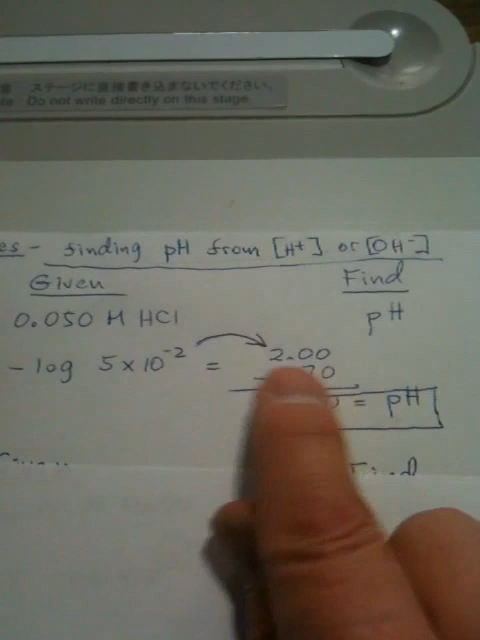 ステージに直接書き込まないでください。
Do not write directly on this stage.
es - finding pH from [H+] or [OH-]
Given Find
0.050 M HCl pH
- log 5 x 10⁻² = 2.00
70
= pH
Find